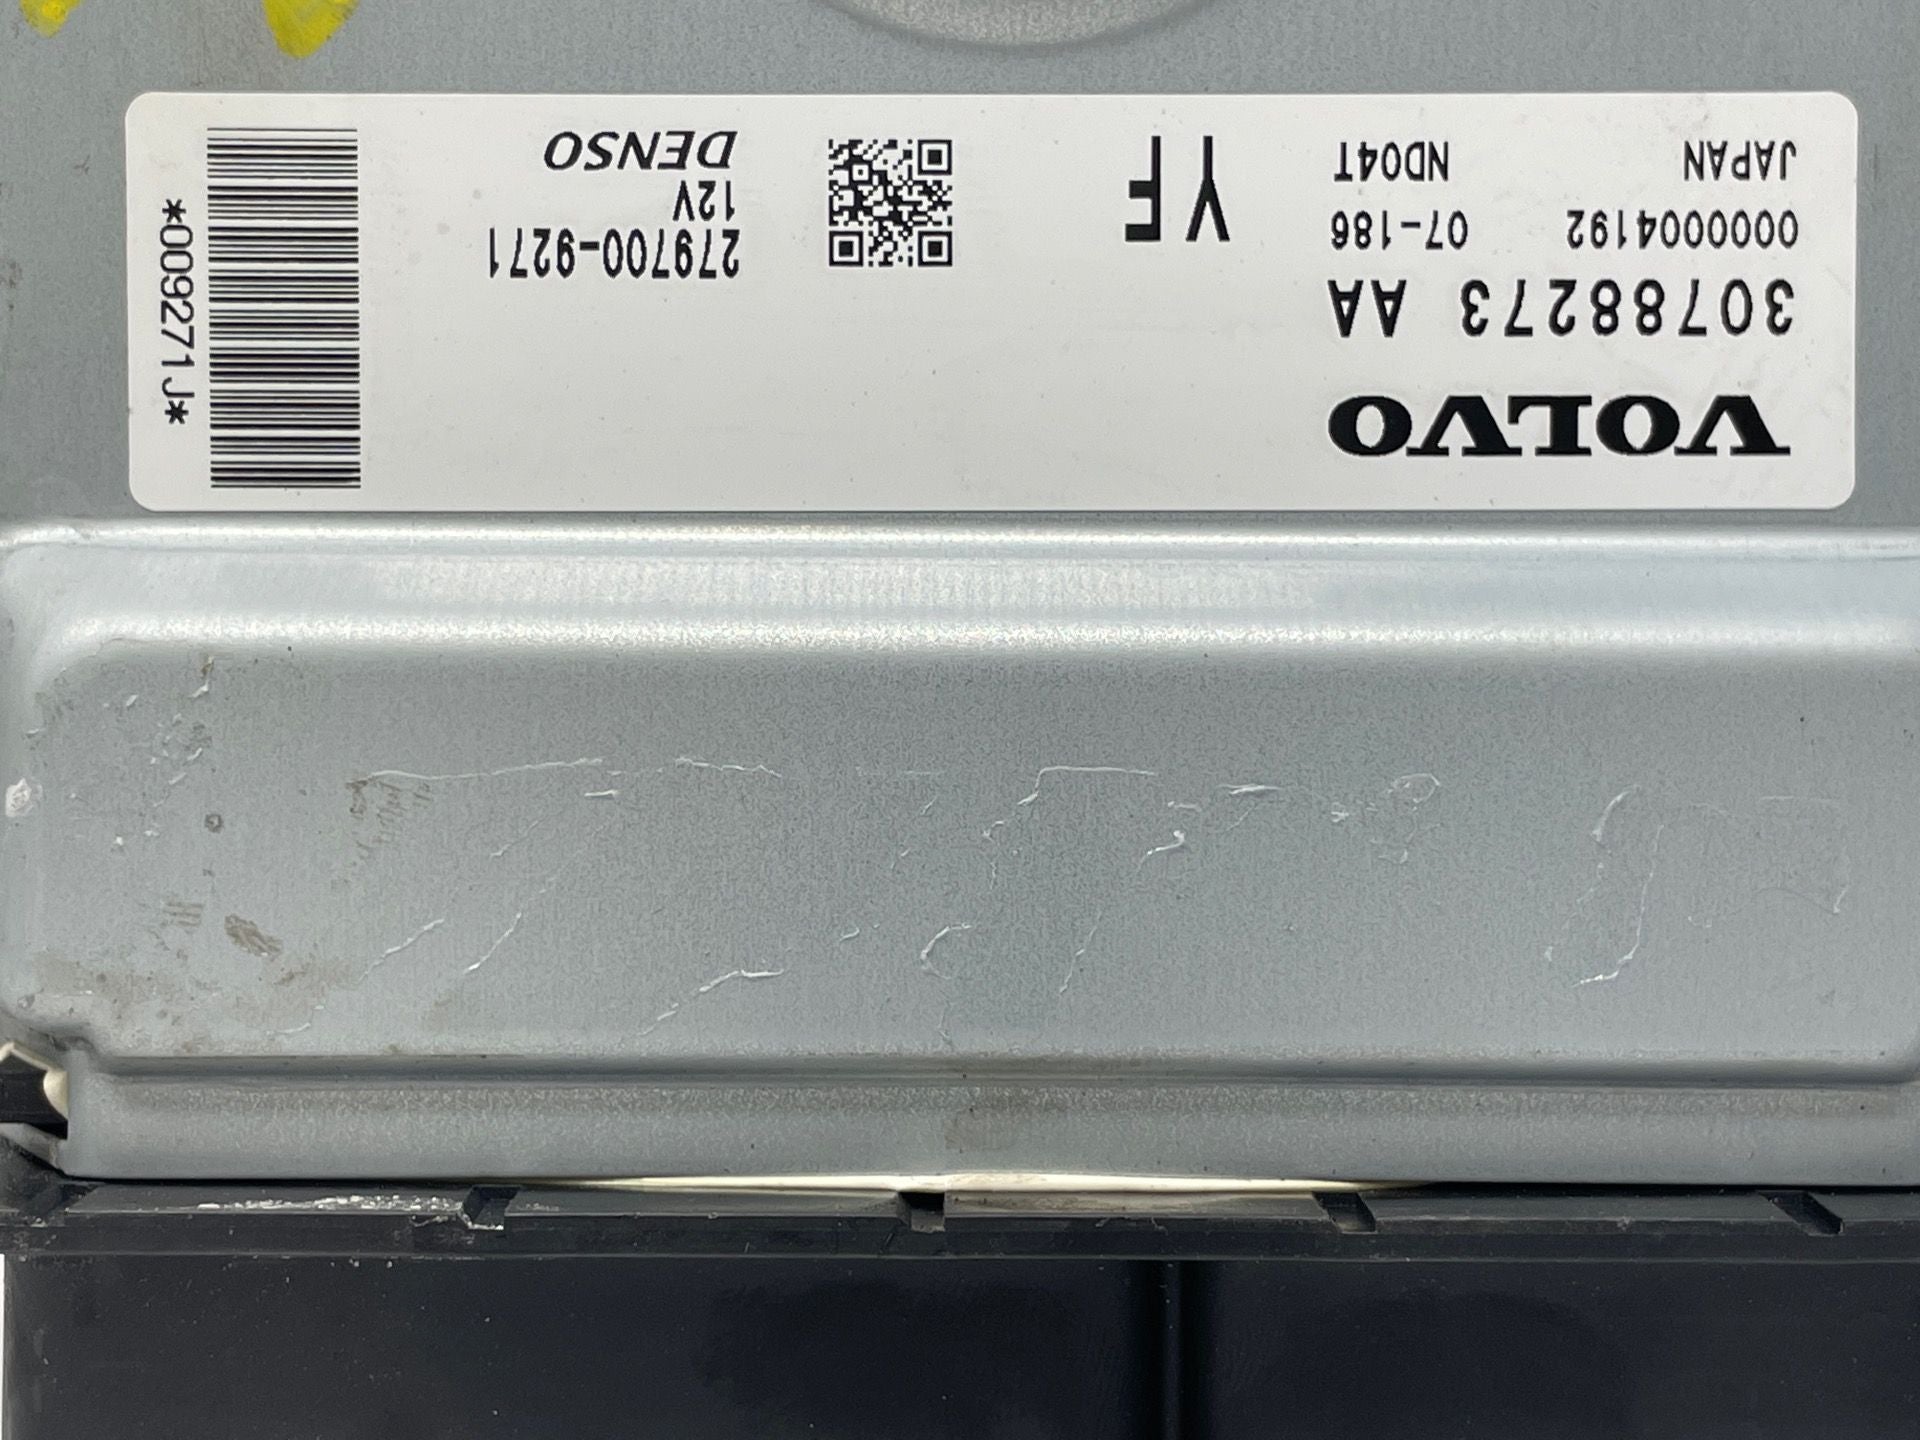 VOLVO
30788273 AA
0000004192 07-186
JAPAN ND04T
YF
279700-9271
12V
DENSO
*009271J*